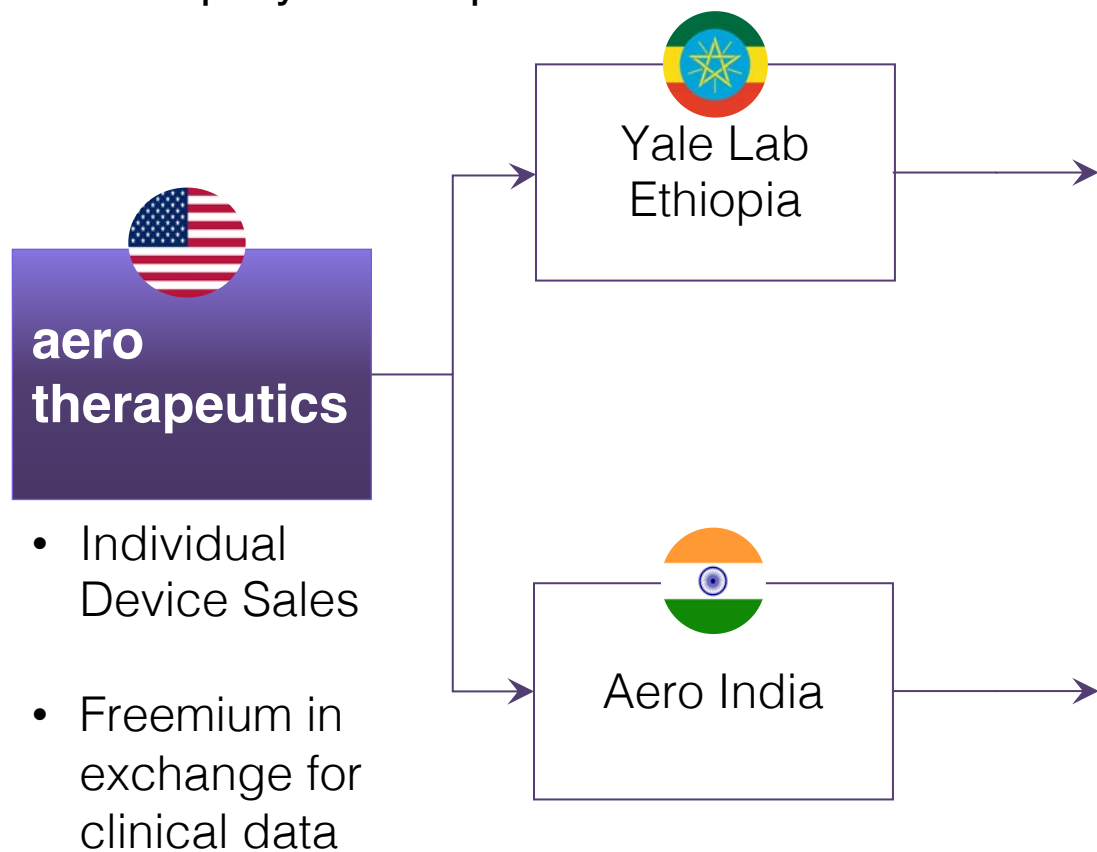 Yale Lab
Ethiopia
aero
therapeutics
• Individual
Device Sales
• Freemium in
exchange for
clinical data
Aero India